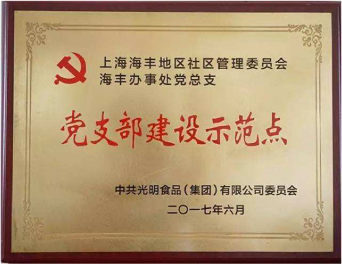 上海海丰地区社区管理委员会
海丰办事处党总支
党支部建设示范点
中共光明食品(集团)有限公司委员会
二〇一七年六月